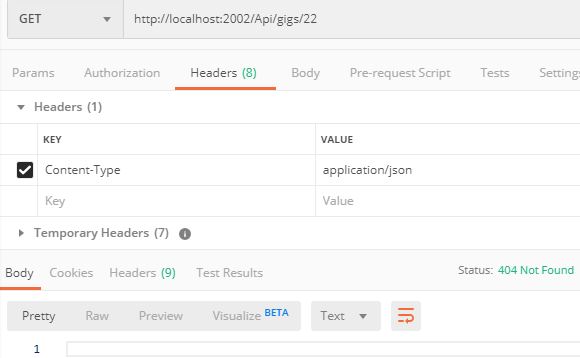 GET http://localhost:2002/Api/gigs/22
Params Authorization Headers (8) Body Pre-request Script Tests Settings
Headers (1)
KEY VALUE
Content-Type application/json
Key Value
Temporary Headers (7)
Body Cookies Headers (9) Test Results Status: 404 Not Found
Pretty Raw Preview Visualize BETA Text
1